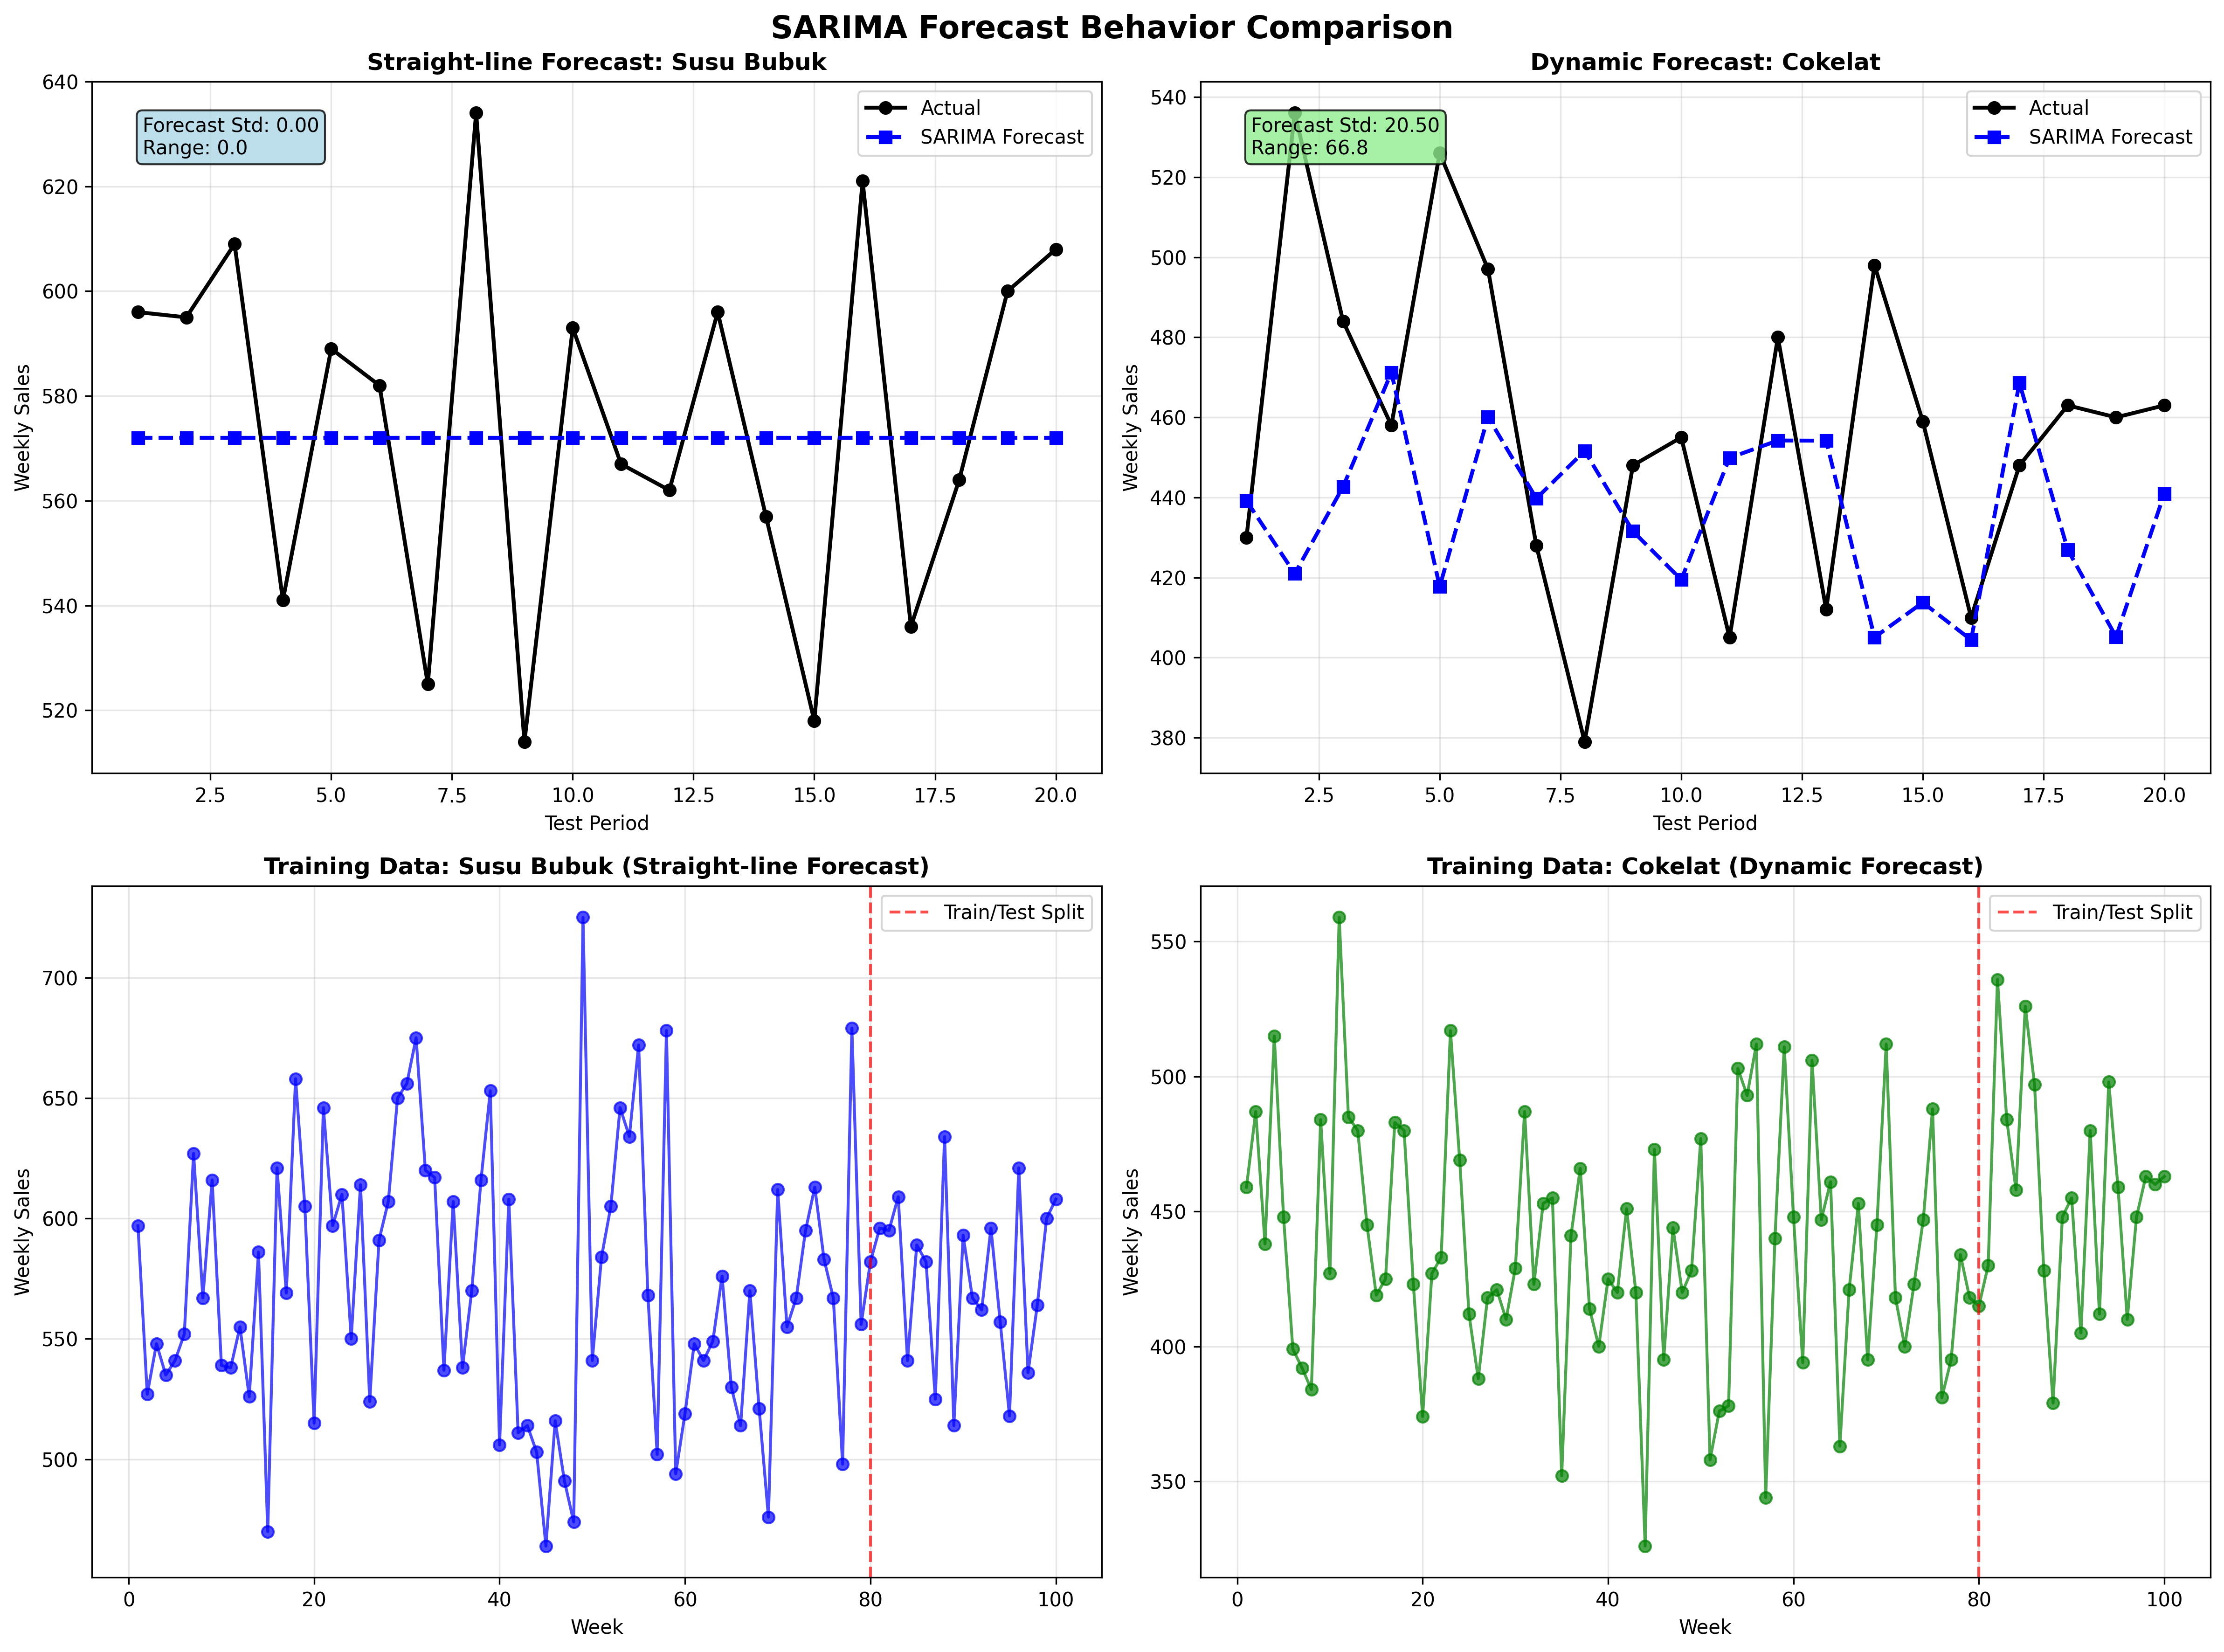 SARIMA Forecast Behavior Comparison
Straight-line Forecast: Susu Bubuk
640
620
600
580
560
540
520
Weekly Sales
Forecast Std: 0.00
Range: 0.0
Actual
SARIMA Forecast
2.5 5.0 7.5 10.0 12.5 15.0 17.5 20.0
Test Period
Dynamic Forecast: Cokelat
540
520
500
480
460
440
420
400
380
Weekly Sales
Forecast Std: 20.50
Range: 66.8
Actual
SARIMA Forecast
2.5 5.0 7.5 10.0 12.5 15.0 17.5 20.0
Test Period
Training Data: Susu Bubuk (Straight-line Forecast)
700
650
600
550
500
Weekly Sales
Train/Test Split
0 20 40 60 80 100
Week
Training Data: Cokelat (Dynamic Forecast)
550
500
450
400
350
Weekly Sales
Train/Test Split
0 20 40 60 80 100
Week